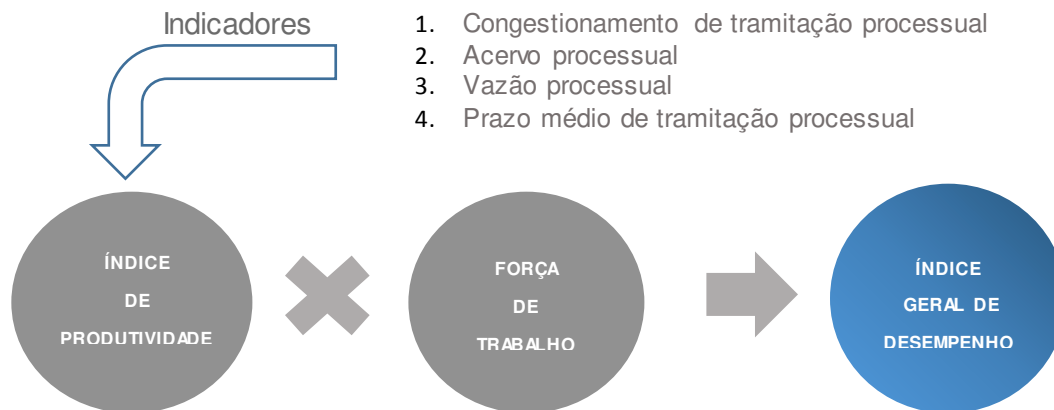 Indicadores
1. Congestionamento de tramitação processual
2. Acervo processual
3. Vazão processual
4. Prazo médio de tramitação processual
ÍNDICE
DE
PRODUTIVIDADE
FORÇA
DE
TRABALHO
ÍNDICE
GERAL DE
DESEMPENHO